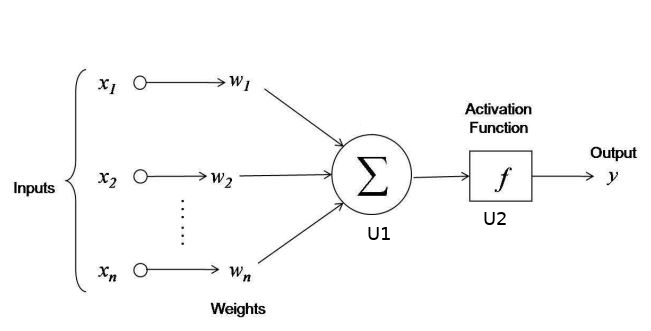 x1 w1
Activation
Function
Output
Inputs x2 w2 Σ f y
U1 U2
xn wn
Weights